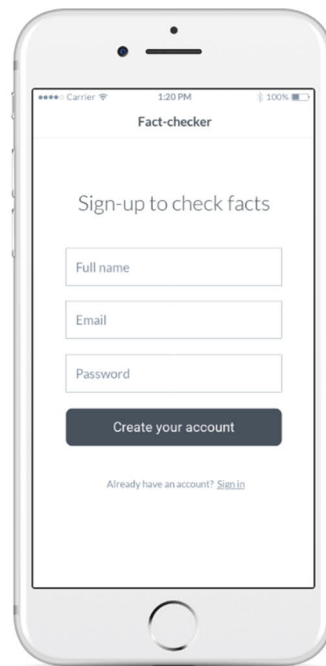 Carrier 1:20 PM 100%
Fact-checker
Sign-up to check facts
Full name
Email
Password
Create your account
Already have an account? Sign in